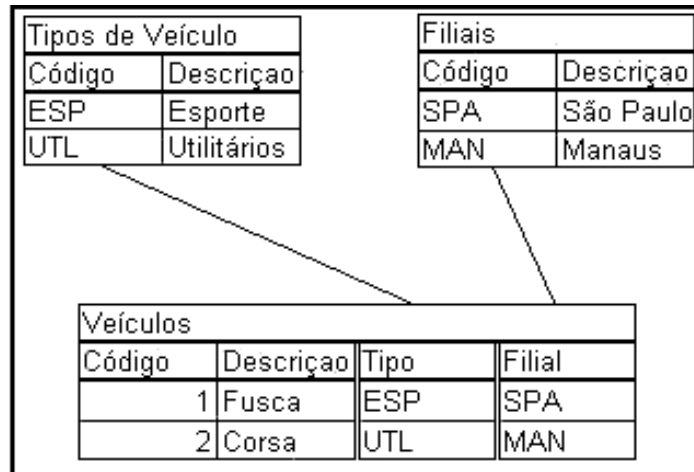 Tipos de Veículo
Código Descriçao
ESP Esporte
UTL Utilitários
Filiais
Código Descriçao
SPA São Paulo
MAN Manaus
Veículos
Código Descriçao Tipo Filial
1 Fusca ESP SPA
2 Corsa UTL MAN